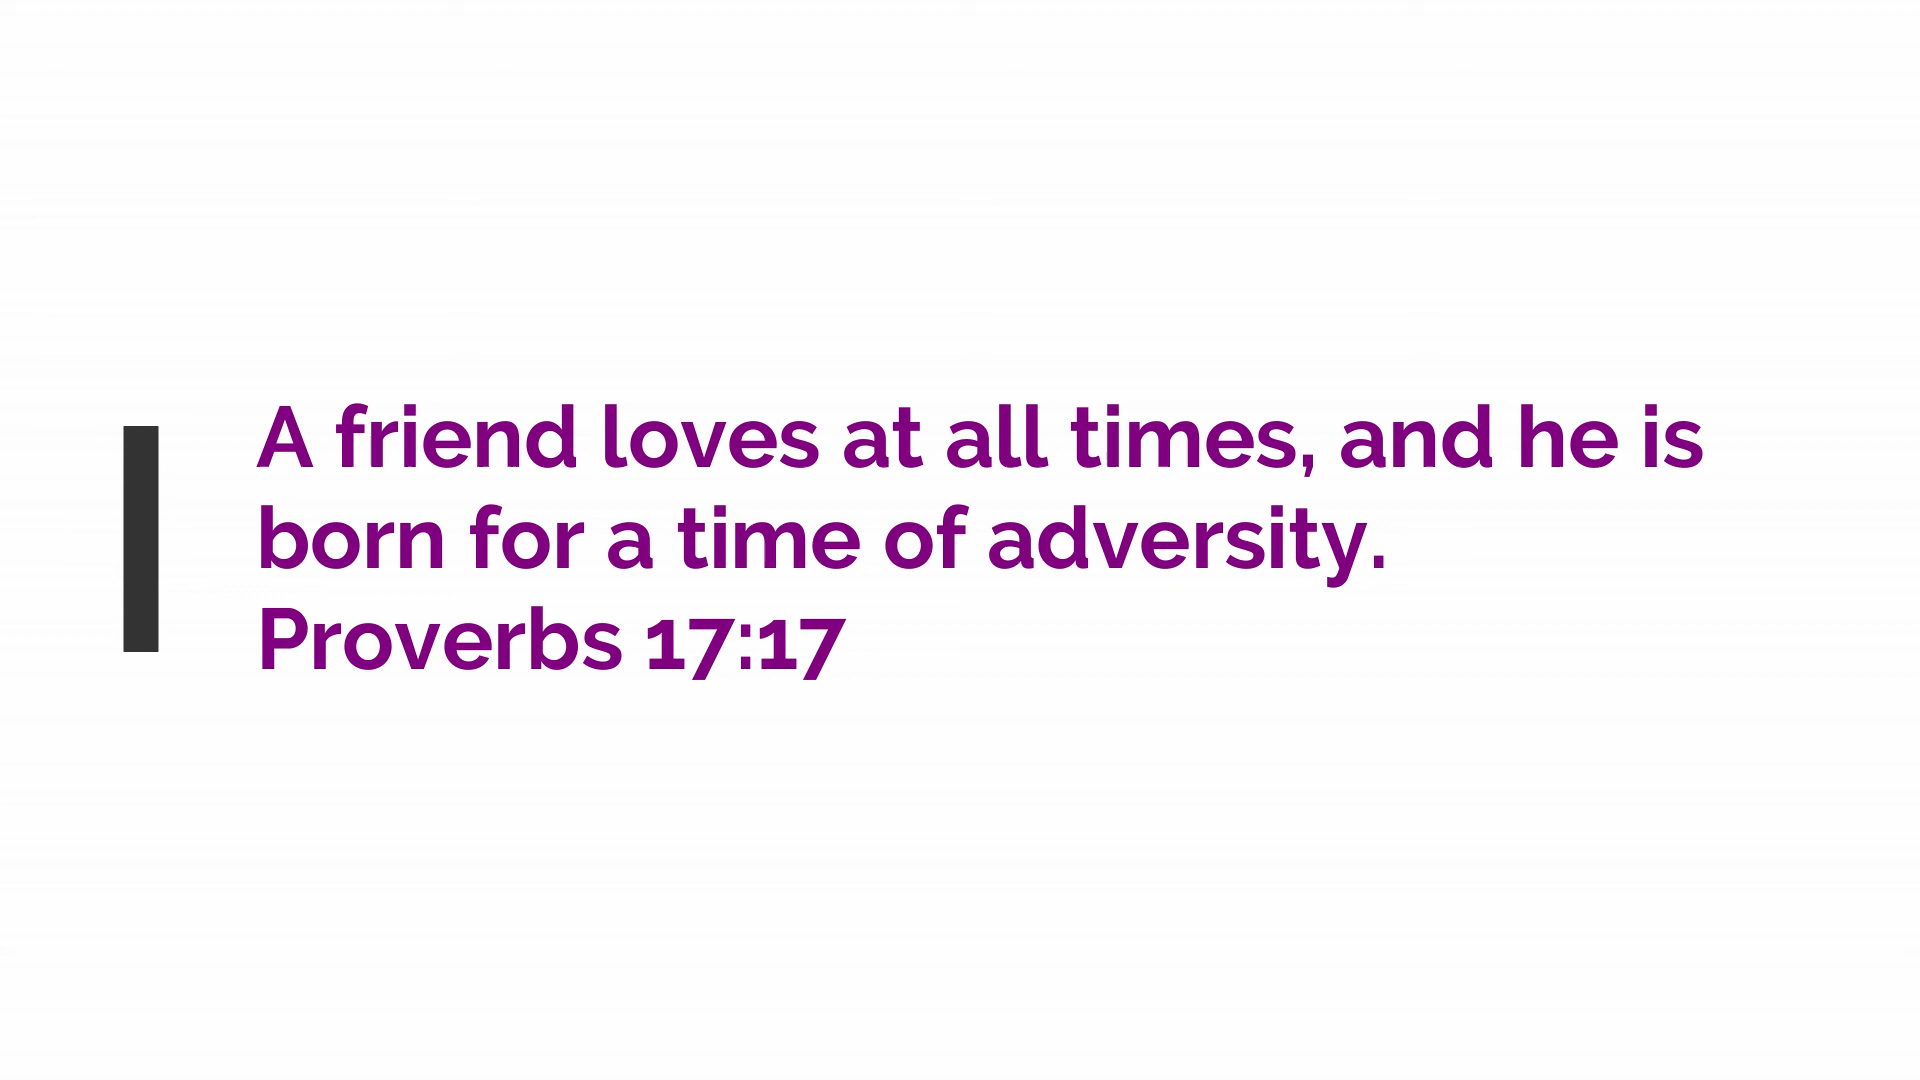 A friend loves at all times, and he is
born for a time of adversity.
Proverbs 17:17